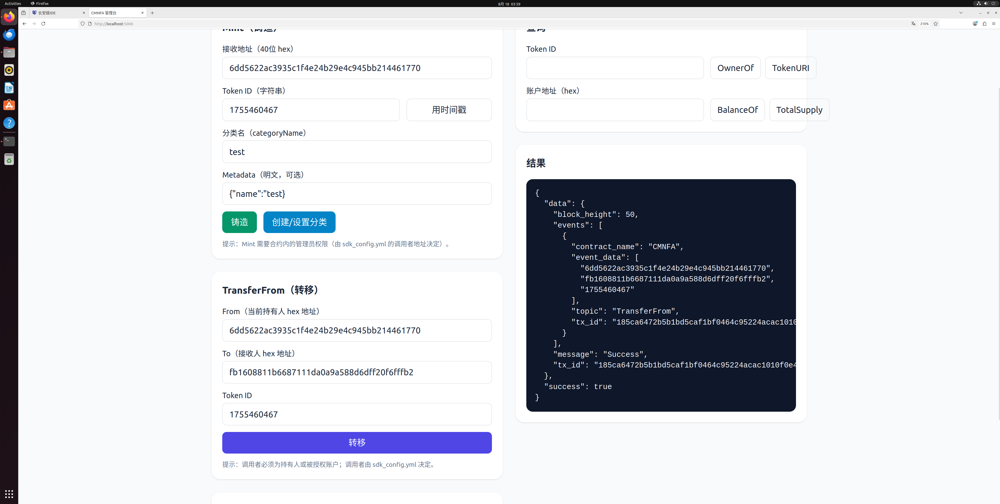 Activities
Firefox
8月 18 03:59
长安链IDE
CMNFA 管理台
http://localhost:5000
210%
Mint（铸造）
接收地址（40位 hex）
6dd5622ac3935c1f4e24b29e4c945bb214461770
Token ID（字符串）
1755460467
用时间戳
分类名（categoryName）
test
Metadata（明文，可选）
{"name":"test}
铸造
创建/设置分类
提示：Mint 需要合约内的管理员权限（由 sdk_config.yml 的调用者地址决定）。
TransferFrom（转移）
From（当前持有人 hex 地址）
6dd5622ac3935c1f4e24b29e4c945bb214461770
To（接收人 hex 地址）
fb1608811b6687111da0a9a588d6dff20f6fffb2
Token ID
1755460467
转移
提示：调用者必须为持有人或被授权账户；调用者由 sdk_config.yml 决定。
查询
Token ID
OwnerOf
TokenURI
账户地址（hex）
BalanceOf
TotalSupply
结果
{
"data": {
"block_height": 50,
"events": [
{
"contract_name": "CMNFA",
"event_data": [
"6dd5622ac3935c1f4e24b29e4c945bb214461770",
"fb1608811b6687111da0a9a588d6dff20f6fffb2",
"1755460467"
],
"topic": "TransferFrom",
"tx_id": "185ca6472b5b1bd5caf1bf0464c95224acac1010
}
],
"message": "Success",
"tx_id": "185ca6472b5b1bd5caf1bf0464c95224acac1010f0e4
},
"success": true
}